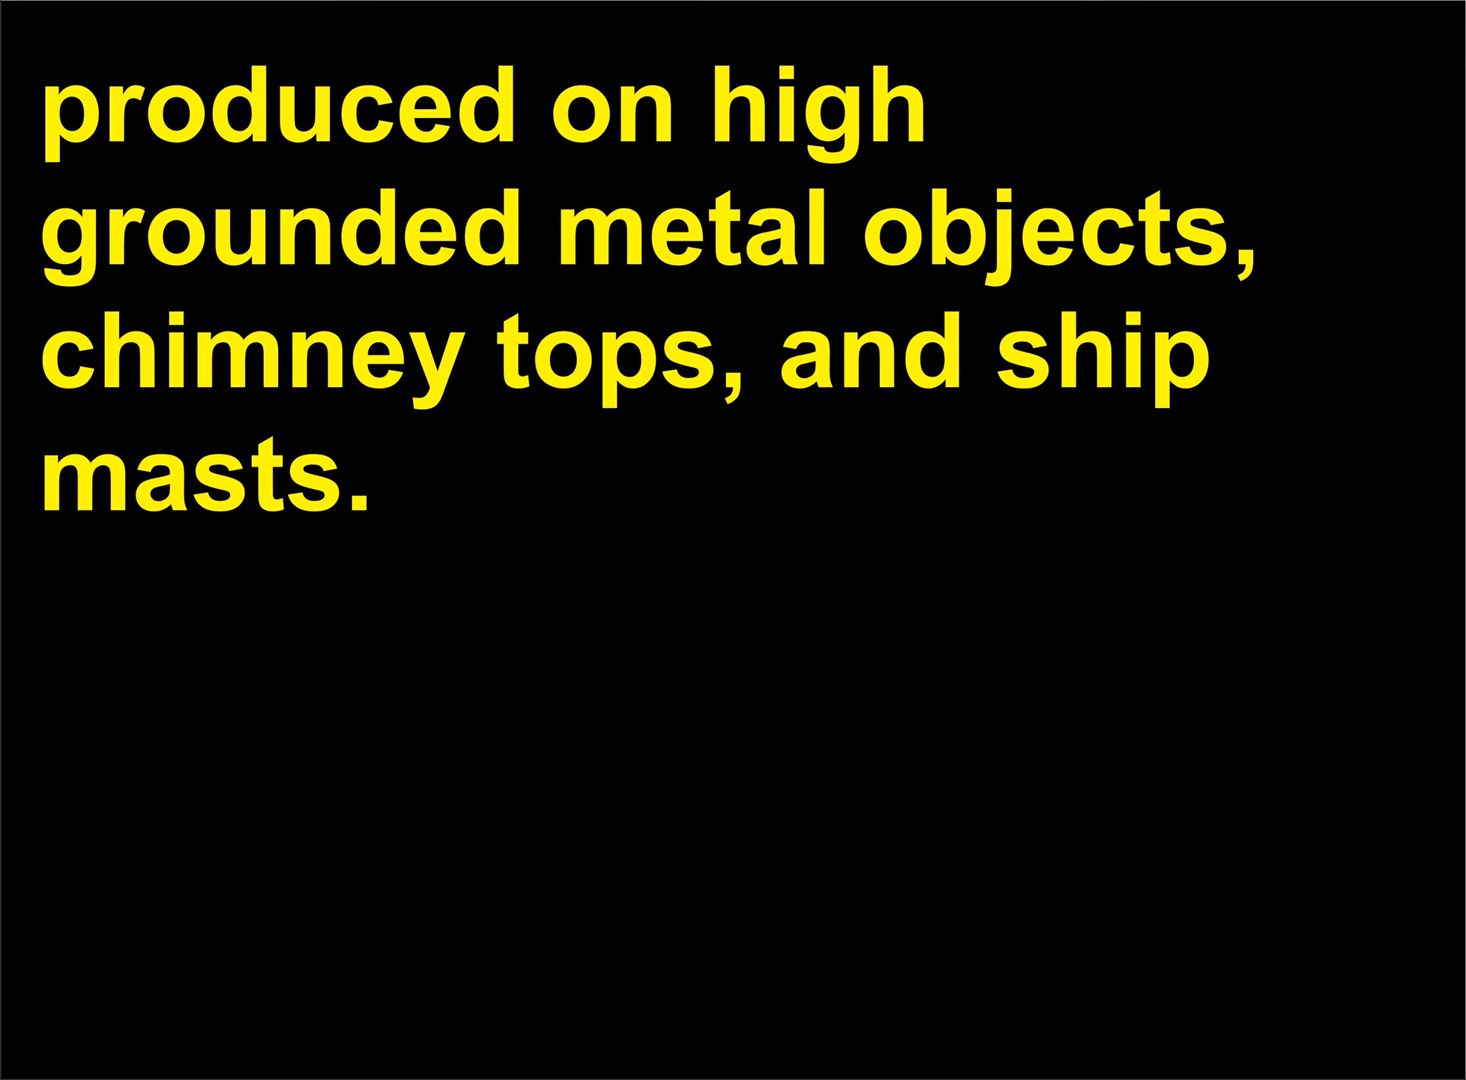 produced on high
grounded metal objects,
chimney tops, and ship
masts.